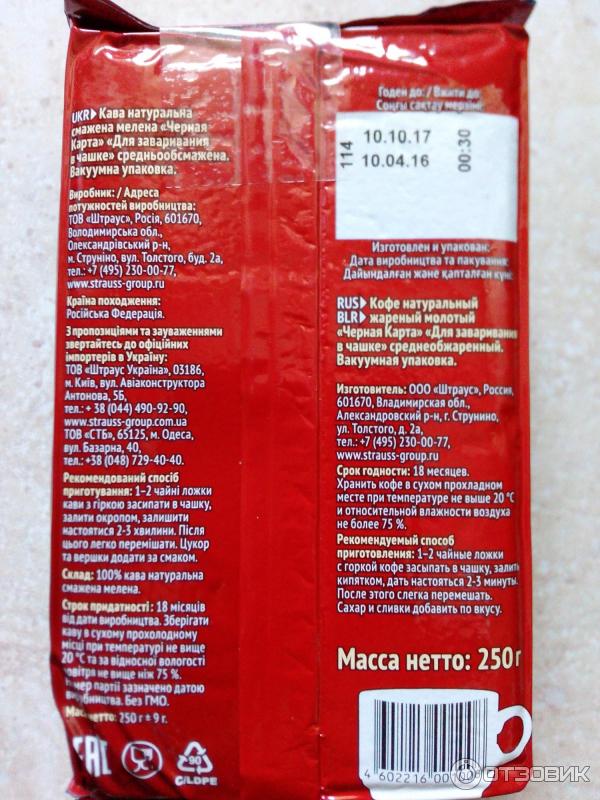 UKR▶ Кава натуральна
смажена мелена «Черная
Карта» «Для заваривания
в чашке» средньообсмажена.
Вакуумна упаковка.
Виробник: / Адреса
потужностей виробництва:
ТОВ «Штраус», Росія, 601670,
Володимирська обл.,
Олександрівський р-н,
м. Струніно, вул. Толстого, буд. 2а,
тел.: +7 (495) 230-00-77,
www.strauss-group.ru
Країна походження:
Російська Федерація.
З пропозиціями та зауваженнями
звертайтесь до офіційних
імпортерів в Україну:
ТОВ "Штраус Україна", 03186,
м. Київ, вул. Авіаконструктора
Антонова, 5Б,
тел.: + 38 (044) 490-92-90,
www.strauss-group.com.ua
ТОВ «СТБ», 65125, м. Одеса,
вул. Базарна, 40,
тел.: +38 (048) 729-40-40.
Рекомендований спосіб
приготування: 1–2 чайні ложки
кави з гіркою засипати в чашку,
залити окропом, залишити
настоятися 2-3 хвилини. Після
цього легко перемішати. Цукор
та вершки додати за смаком.
Склад: 100% кава натуральна
смажена мелена.
Строк придатності: 18 місяців
від дати виробництва. Зберігати
каву в сухому прохолодному
місці при температурі не вище
20 °С та за відносної вологості
повітря не вище ніж 75 %.
Номер партії зазначено датою
виробництва. Без ГМО.
Маса нетто: 250 г ± 9 г.
EAC
90
C/LDPE
Годен до: / Вжити до:
Соңғы сақтау мерзімі:
114
10.10.17
10.04.16
00:30
Изготовлен и упакован:
Дата виробництва та пакування:
Дайындалған және қапталған күні:
RUS▶ Кофе натуральный
BLR▶ жареный молотый
«Черная Карта» «Для заваривания
в чашке» среднеобжаренный.
Вакуумная упаковка.
Изготовитель: ООО «Штраус», Россия,
601670, Владимирская обл.,
Александровский р-н, г. Струнино,
ул. Толстого, д. 2а,
тел.: +7 (495) 230-00-77,
www.strauss-group.ru
Срок годности: 18 месяцев.
Хранить кофе в сухом прохладном
месте при температуре не выше 20 °С
и относительной влажности воздуха
не более 75 %.
Рекомендуемый способ
приготовления: 1–2 чайные ложки
с горкой кофе засыпать в чашку, залить
кипятком, дать настояться 2-3 минуты.
После этого слегка перемешать.
Сахар и сливки добавить по вкусу.
Масса нетто: 250 г
4 602216 00
ОТЗОВИК